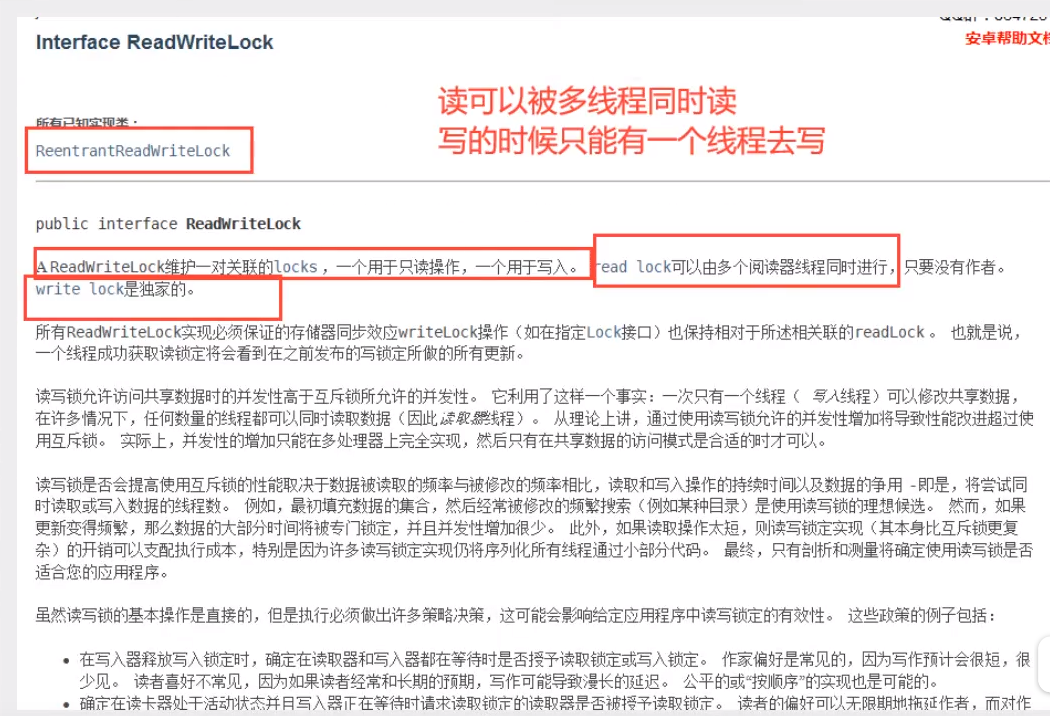 Interface ReadWriteLock
安卓帮助文档
读可以被多线程同时读
写的时候只能有一个线程去写
所有已知实现类：
ReentrantReadWriteLock
public interface ReadWriteLock
A ReadWriteLock维护一对关联的locks ，一个用于只读操作，一个用于写入。 read lock可以由多个阅读器线程同时进行，只要没有作者。
write lock是独家的。
所有ReadWriteLock实现必须保证的存储器同步效应writeLock操作（如在指定Lock接口）也保持相对于所述相关联的readLock 。 也就是说，
一个线程成功获取读锁定将会看到在之前发布的写锁定所做的所有更新。
读写锁允许访问共享数据时的并发性高于互斥锁所允许的并发性。 它利用了这样一个事实：一次只有一个线程（ 写入线程）可以修改共享数据，
在许多情况下，任何数量的线程都可以同时读取数据（因此读取器线程）。 从理论上讲，通过使用读写锁允许的并发性增加将导致性能改进超过使
用互斥锁。 实际上，并发性的增加只能在多处理器上完全实现，然后只有在共享数据的访问模式是合适的时才可以。
读写锁是否会提高使用互斥锁的性能取决于数据被读取的频率与被修改的频率相比，读取和写入操作的持续时间以及数据的争用 -即是，将尝试同
时读取或写入数据的线程数。 例如，最初填充数据的集合，然后经常被修改的频繁搜索（例如某种目录）是使用读写锁的理想候选。 然而，如果
更新变得频繁，那么数据的大部分时间将被专门锁定，并且并发性增加很少。 此外，如果读取操作太短，则读写锁定实现（其本身比互斥锁更复
杂）的开销可以支配执行成本，特别是因为许多读写锁定实现仍将序列化所有线程通过小部分代码。 最终，只有剖析和测量将确定使用读写锁是否
适合您的应用程序。
虽然读写锁的基本操作是直接的，但是执行必须做出许多策略决策，这可能会影响给定应用程序中读写锁定的有效性。 这些政策的例子包括：
• 在写入器释放写入锁定时，确定在读取器和写入器都在等待时是否授予读取锁定或写入锁定。 作家偏好是常见的，因为写作预计会很短，很
少见。 读者喜好不常见，因为如果读者经常和长期的预期，写作可能导致漫长的延迟。 公平的或“按顺序”的实现也是可能的。
• 确定在读卡器处于活动状态并且写入器正在等待时请求读取锁定的读取器是否被授予读取锁定。 读者的偏好可以无限期地拖延作者，而对作